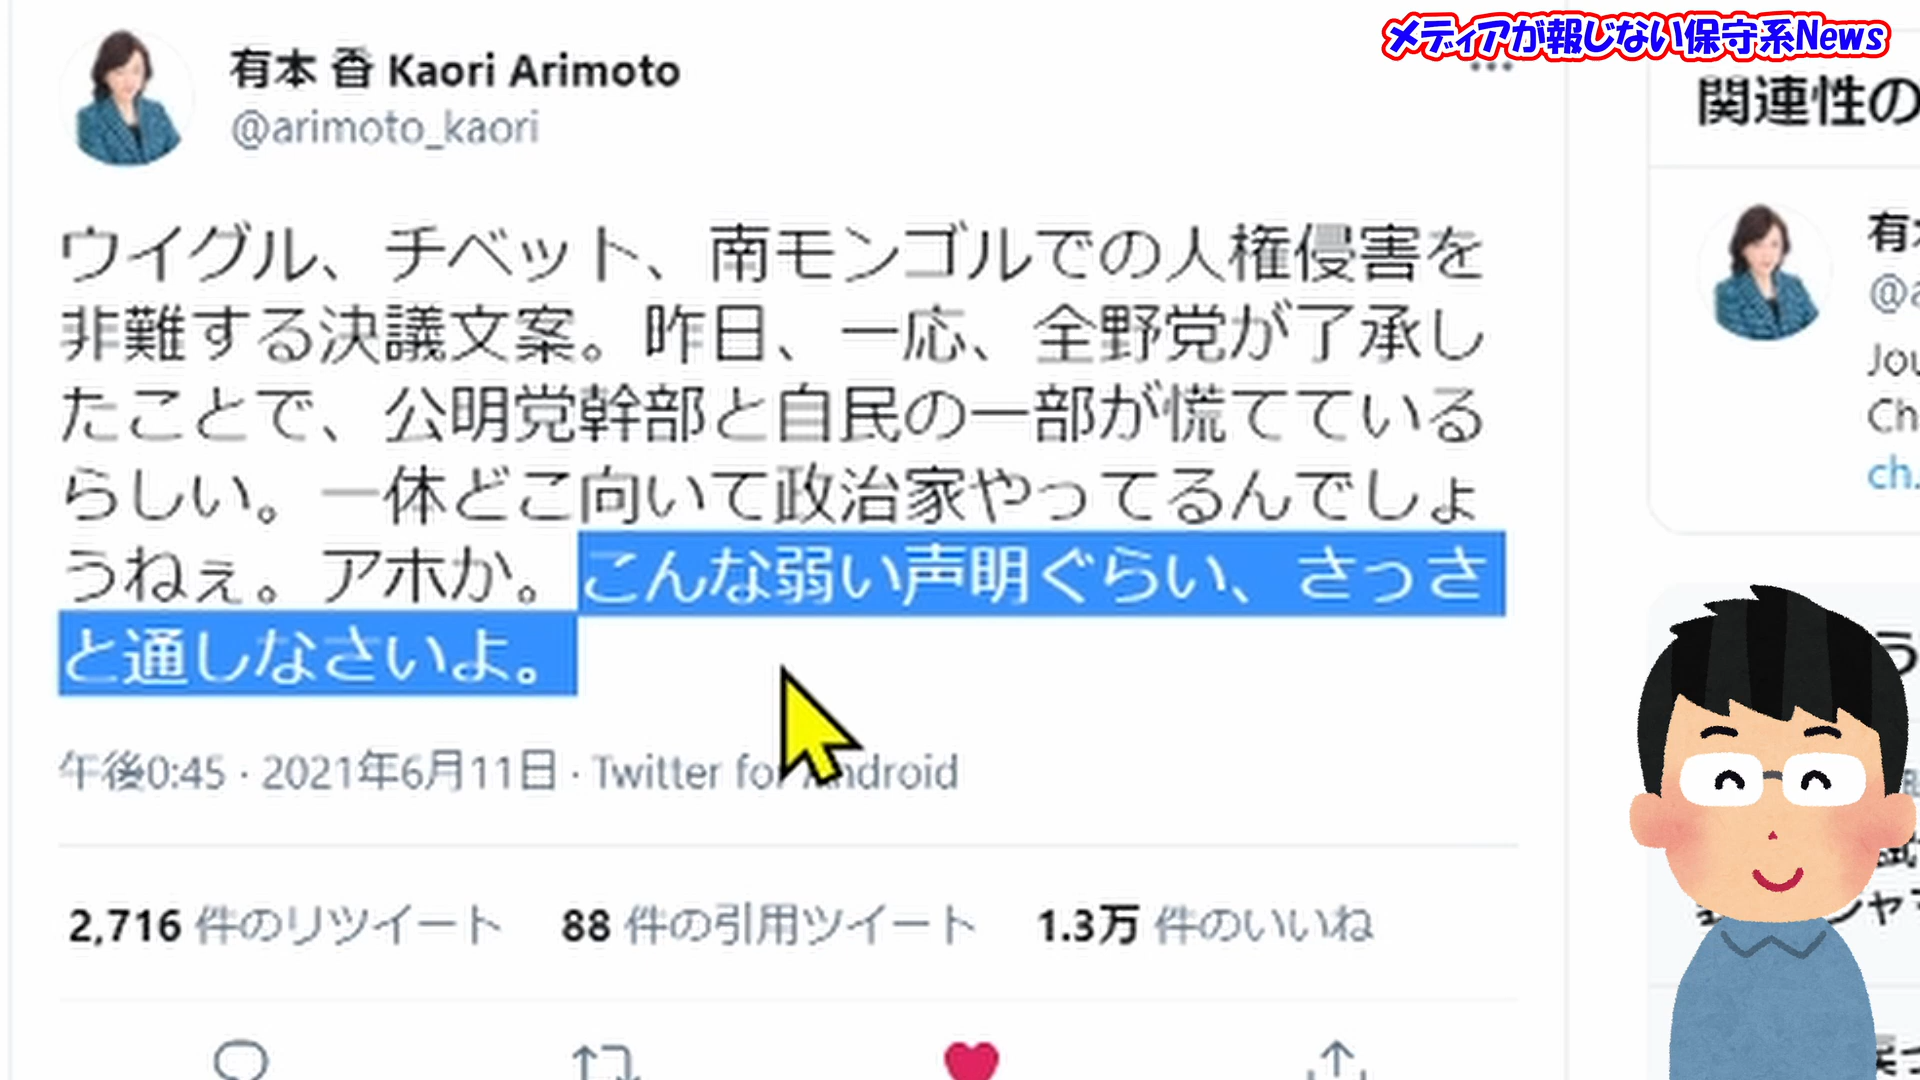 メディアが報じない保守系News
有本 香 Kaori Arimoto
@arimoto_kaori
ウイグル、チベット、南モンゴルでの人権侵害を
非難する決議文案。昨日、一応、全野党が了承し
たことで、公明党幹部と自民の一部が慌てている
らしい。一体どこ向いて政治家やってるんでしょ
うねぇ。アホか。こんな弱い声明ぐらい、さっさ
と通しなさいよ。
午後0:45 · 2021年6月11日 · Twitter for Android
2,716 件のリツイート 88 件の引用ツイート 1.3万 件のいいね
関連性の
有
@a
Jou
Ch
ch.